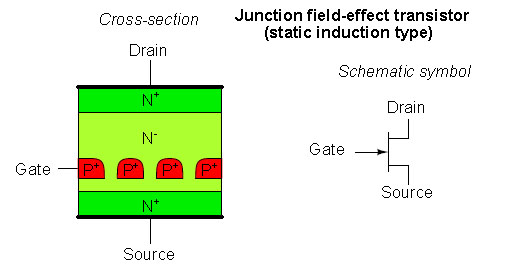 Cross-section
Junction field-effect transistor
(static induction type)
Drain
Schematic symbol
N+
N-
Gate
P+ P+ P+ P+
N+
Source
Drain
Gate
Source